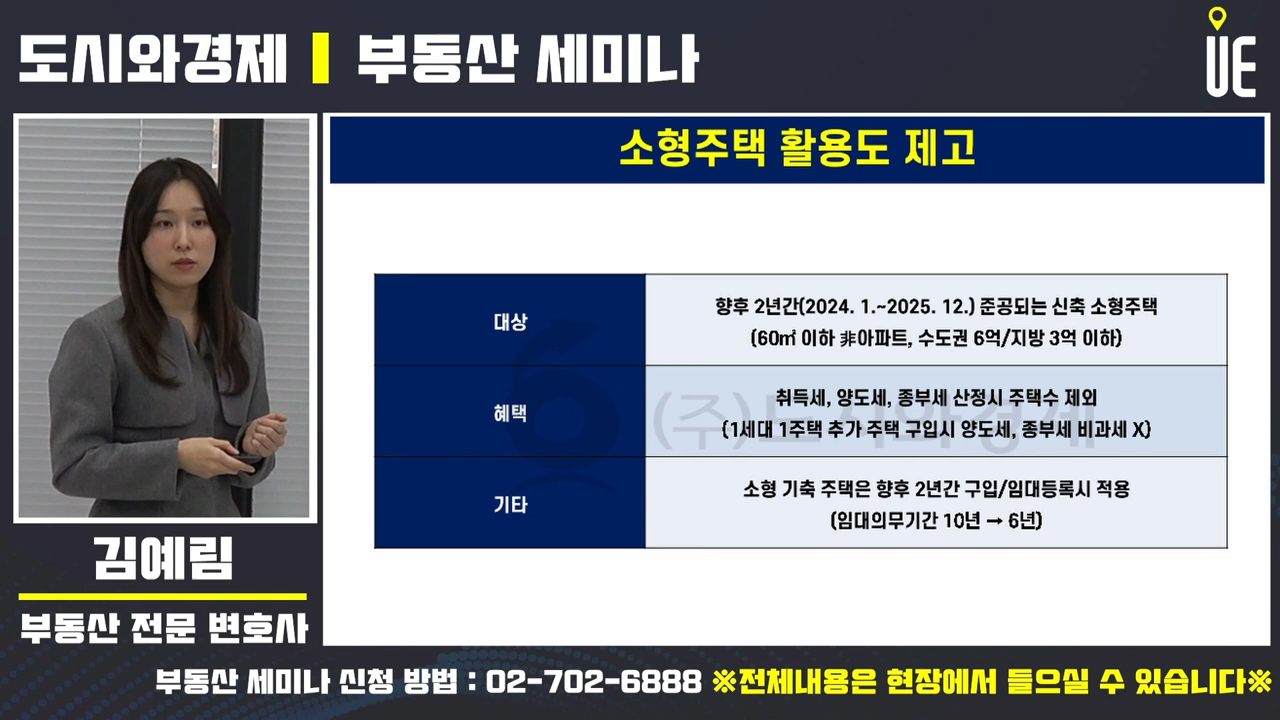 도시와경제 부동산 세미나
UE
소형주택 활용도 제고
대상
향후 2년간(2024. 1.~2025. 12.) 준공되는 신축 소형주택
(60㎡ 이하 非아파트, 수도권 6억/지방 3억 이하)
혜택
취득세, 양도세, 종부세 산정시 주택수 제외
(1세대 1주택 추가 주택 구입시 양도세, 종부세 비과세 X)
(주)도시와경제
기타
소형 기축 주택은 향후 2년간 구입/임대등록시 적용
(임대의무기간 10년 → 6년)
김예림
부동산 전문 변호사
부동산 세미나 신청 방법 : 02-702-6888 ※전체내용은 현장에서 들으실 수 있습니다※